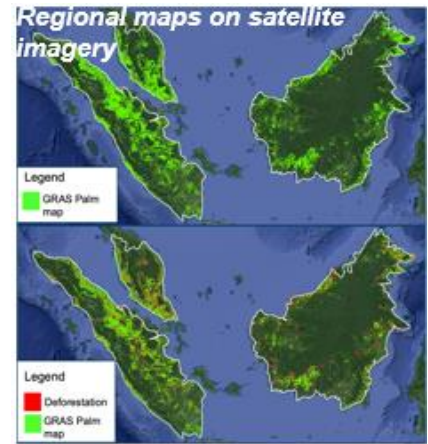 Regional maps on satellite
imagery
Legend
GRAS Palm
map
Legend
Deforestation
GRAS Palm
map